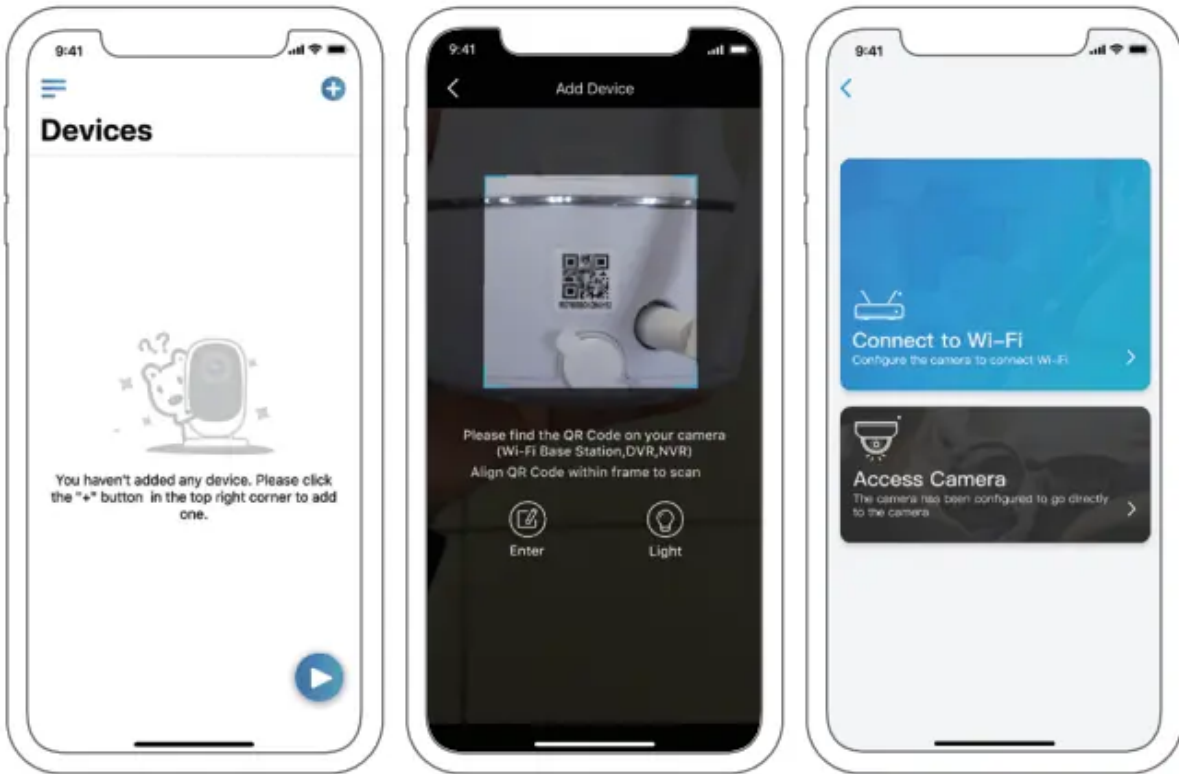 9:41
Devices
You haven't added any device. Please click
the "+" button in the top right corner to add
one.
9:41
Add Device
Please find the QR Code on your camera
(Wi-Fi Base Station,DVR,NVR)
Align QR Code within frame to scan
Enter
Light
9:41
Connect to Wi-Fi
Configure the camera to connect Wi-Fi
Access Camera
The camera has been configured to go directly
to the camera